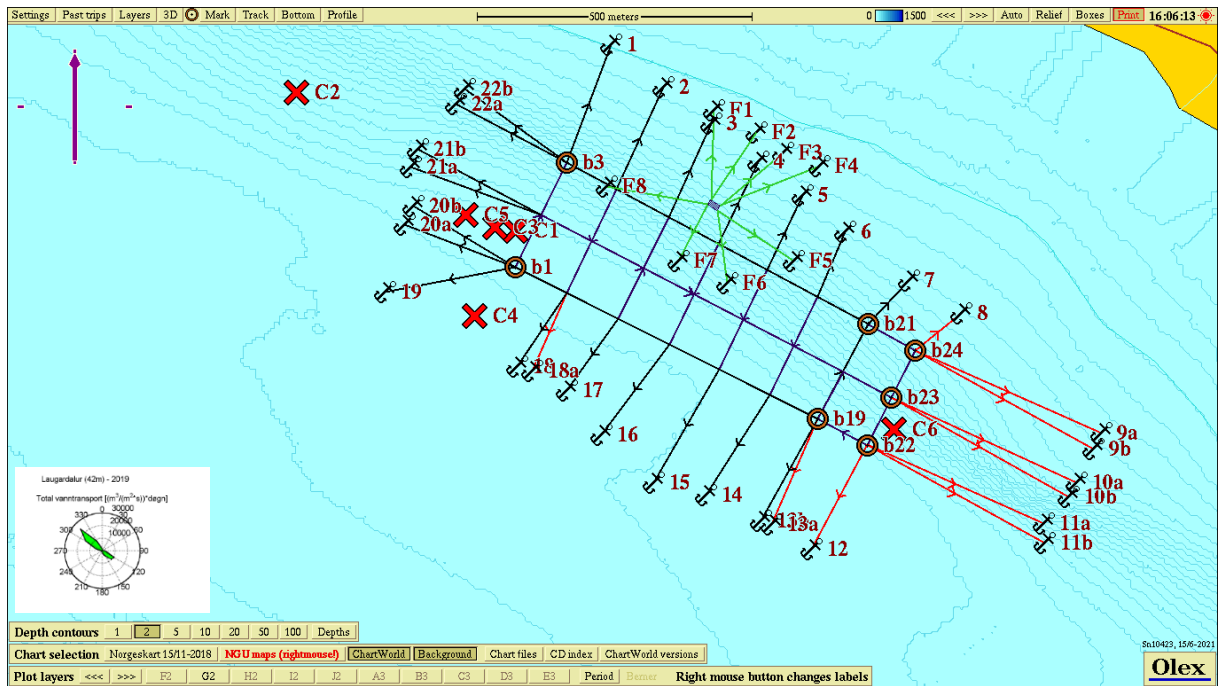 Settings Past trips Layers 3D Mark Track Bottom Profile 500 meters 0 1500 <<< >>> Auto Relief Boxes Print 16:06:13
1
2
22b
22a
C2
F1
3
F2
F3
4
F4
21b
21a
b3
F8
5
20b
20a
C5
C3
C1
6
b1
F7
F6
F5
7
19
C4
8
b21
b24
18
18a
17
b23
16
b19
C6
b22
9a
9b
15
14
10a
10b
13a
12
11a
11b
Laugardalur (42m) - 2019
Total vanntransport [(m³/(m²*s))*døgn]
0
30000
20000
10000
330
30
300
60
270
90
240
120
210
150
180
Depth contours 1 2 5 10 20 50 100 Depths
Chart selection Norgeskart 15/11-2018 NGU maps (rightmouse!) ChartWorld Background Chart files CD index ChartWorld versions
Plot layers <<< >>> F2 G2 H2 I2 J2 A3 B3 C3 D3 E3 Period Bømer Right mouse button changes labels
Sn10423, 15/6-2021
Olex